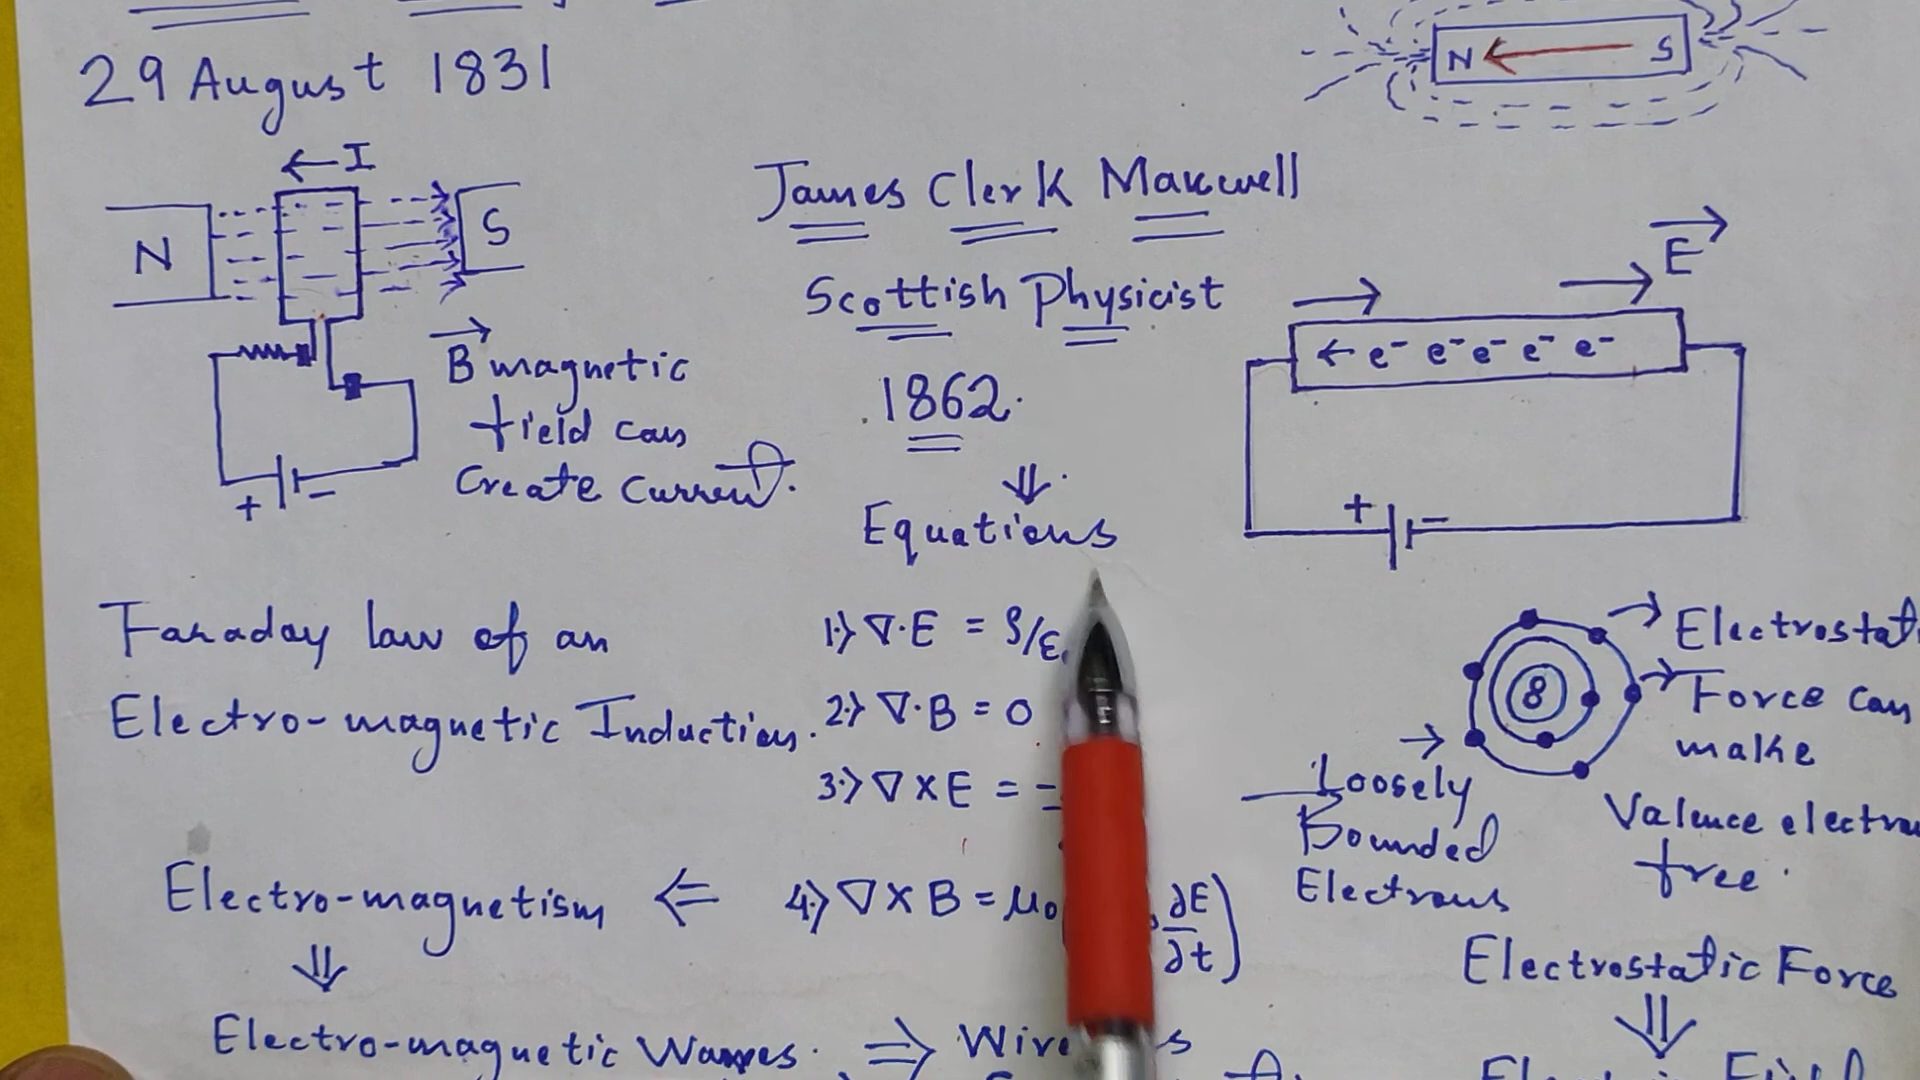 29 August 1831
N S
← I
N S
B magnetic
field can
Create Current.
James Clerk Maxwell
Scottish Physicist
1862.
⇓
Equations
E
← e⁻ e⁻ e⁻ e⁻ e⁻
+ −
+ −
Faraday law of an
Electro-magnetic Induction.
1.) ∇·E = ρ/ε
2.) ∇·B = 0
3.) ∇×E = −
4.) ∇×B = μ₀ ∂E/∂t)
Electro-magnetism ⇐
⇓
Electro-magnetic Waves. ⇒
8
→ Electrostat
→ Force can
make
Valence electron
free.
→ Loosely
Bounded
Electrons
Electrostatic Force
⇓